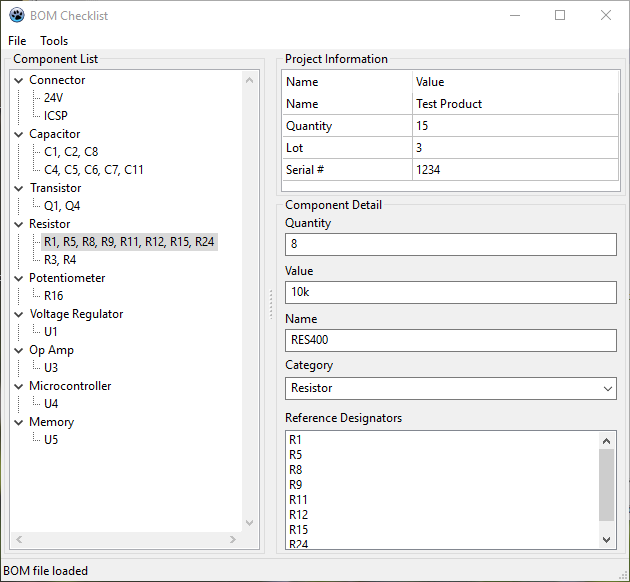 BOM Checklist
File Tools
Component List
Connector
24V
ICSP
Capacitor
C1, C2, C8
C4, C5, C6, C7, C11
Transistor
Q1, Q4
Resistor
R1, R5, R8, R9, R11, R12, R15, R24
R3, R4
Potentiometer
R16
Voltage Regulator
U1
Op Amp
U3
Microcontroller
U4
Memory
U5
Project Information
Name Value
Name Test Product
Quantity 15
Lot 3
Serial # 1234
Component Detail
Quantity
8
Value
10k
Name
RES400
Category
Resistor
Reference Designators
R1
R5
R8
R9
R11
R12
R15
R24
BOM file loaded